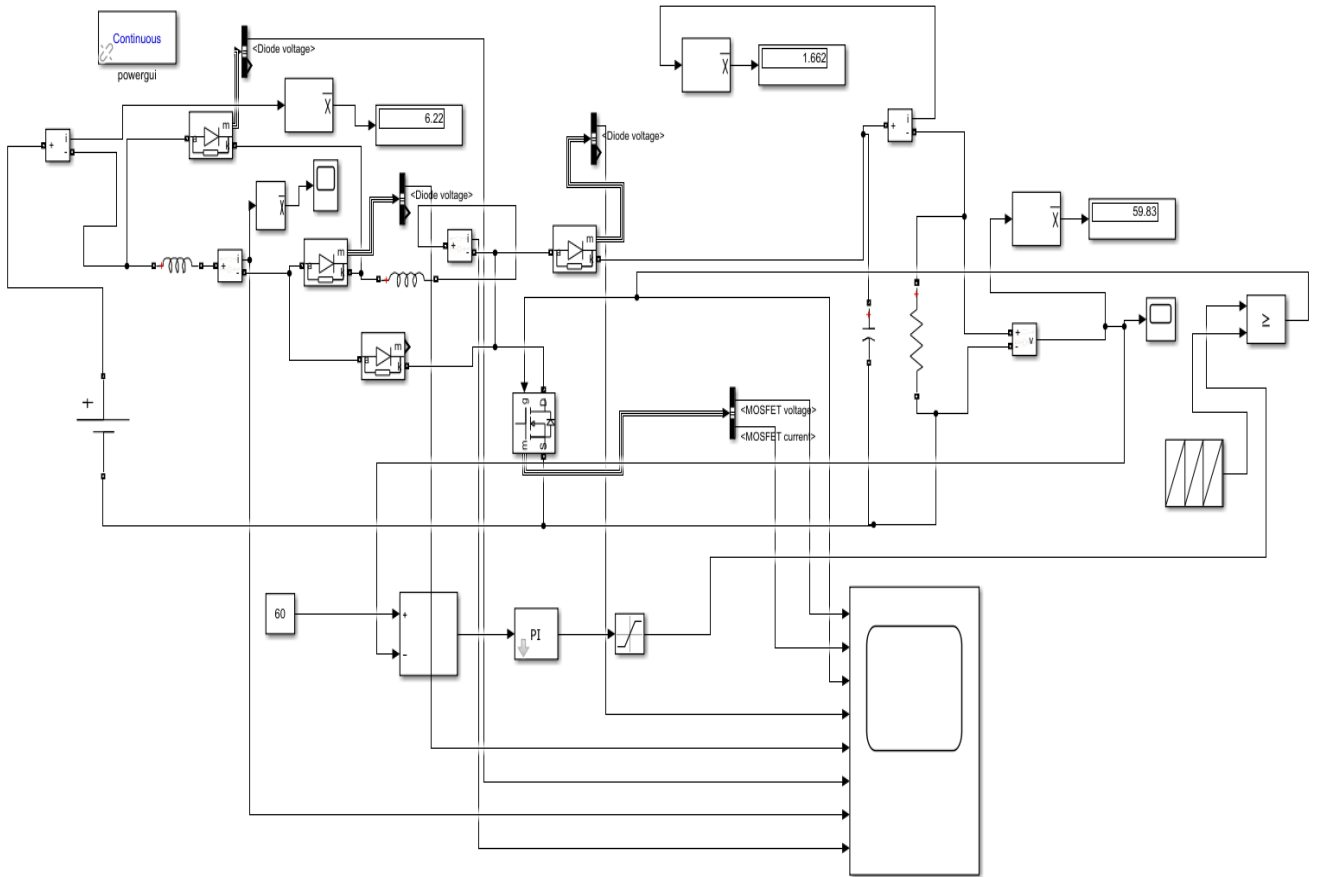 Continuous
powergui
<Diode voltage>
i
+
-
m
a
k
x
6.22
<Diode voltage>
1.662
x
<Diode voltage>
i
+
-
x
59.83
x
i
+
-
m
a
k
i
+
-
m
a
k
m
a
k
+
v
-
≥
+
g
D
m
S
<MOSFET voltage>
<MOSFET current>
60
+
-
PI